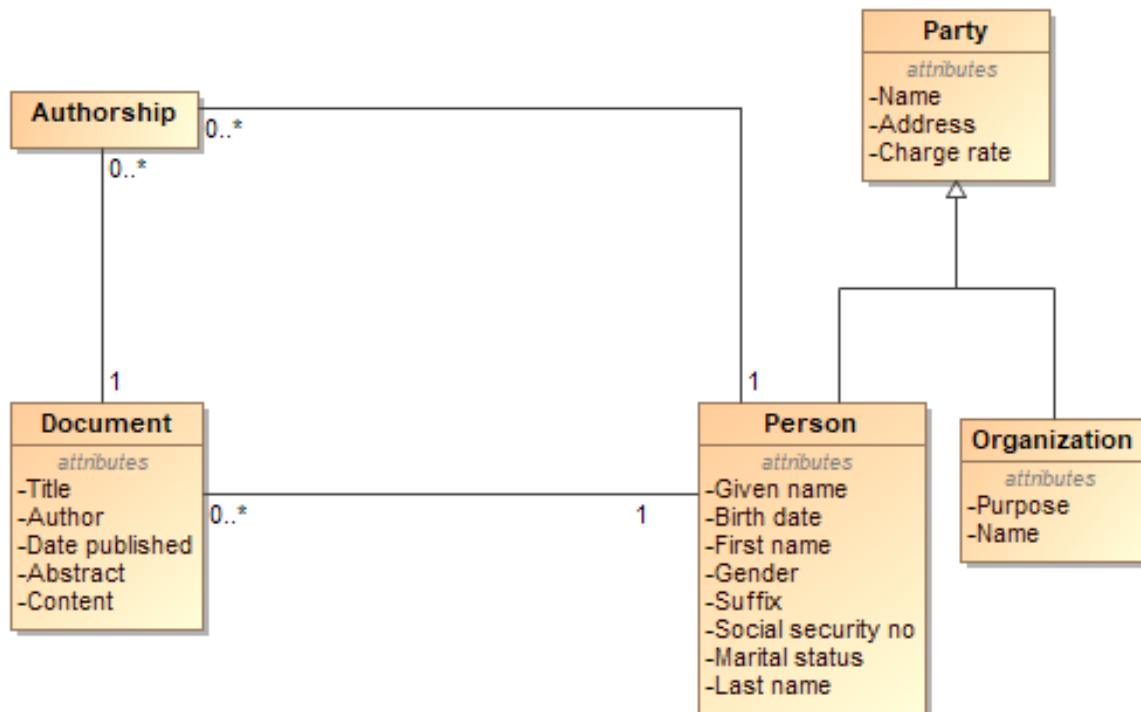 Party
attributes
-Name
-Address
-Charge rate
Authorship
0..*
0..*
1
1
Document
attributes
-Title
-Author
-Date published
-Abstract
-Content
0..*
1
Person
attributes
-Given name
-Birth date
-First name
-Gender
-Suffix
-Social security no
-Marital status
-Last name
Organization
attributes
-Purpose
-Name